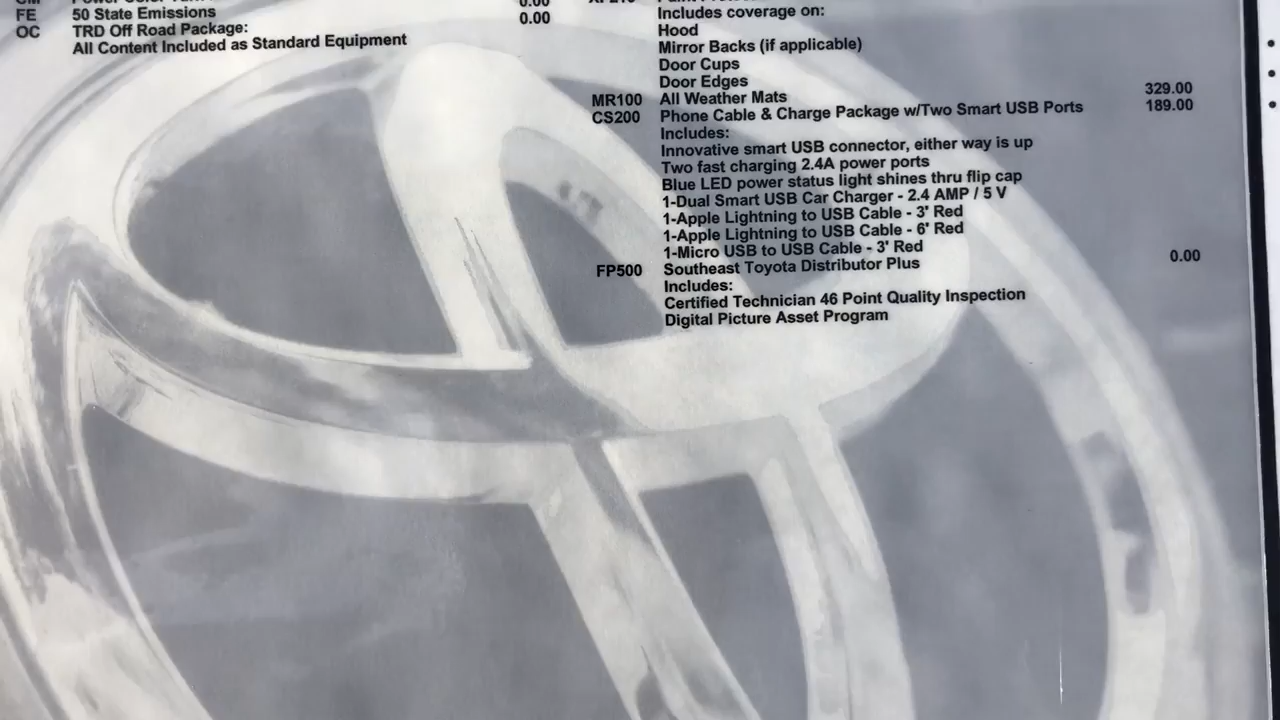 FE 50 State Emissions 0.00
OC TRD Off Road Package: 0.00
All Content Included as Standard Equipment
Includes coverage on:
Hood
Mirror Backs (if applicable)
Door Cups
Door Edges
MR100 All Weather Mats 329.00
CS200 Phone Cable & Charge Package w/Two Smart USB Ports 189.00
Includes:
Innovative smart USB connector, either way is up
Two fast charging 2.4A power ports
Blue LED power status light shines thru flip cap
1-Dual Smart USB Car Charger - 2.4 AMP / 5 V
1-Apple Lightning to USB Cable - 3' Red
1-Apple Lightning to USB Cable - 6' Red
1-Micro USB to USB Cable - 3' Red
FP500 Southeast Toyota Distributor Plus 0.00
Includes:
Certified Technician 46 Point Quality Inspection
Digital Picture Asset Program